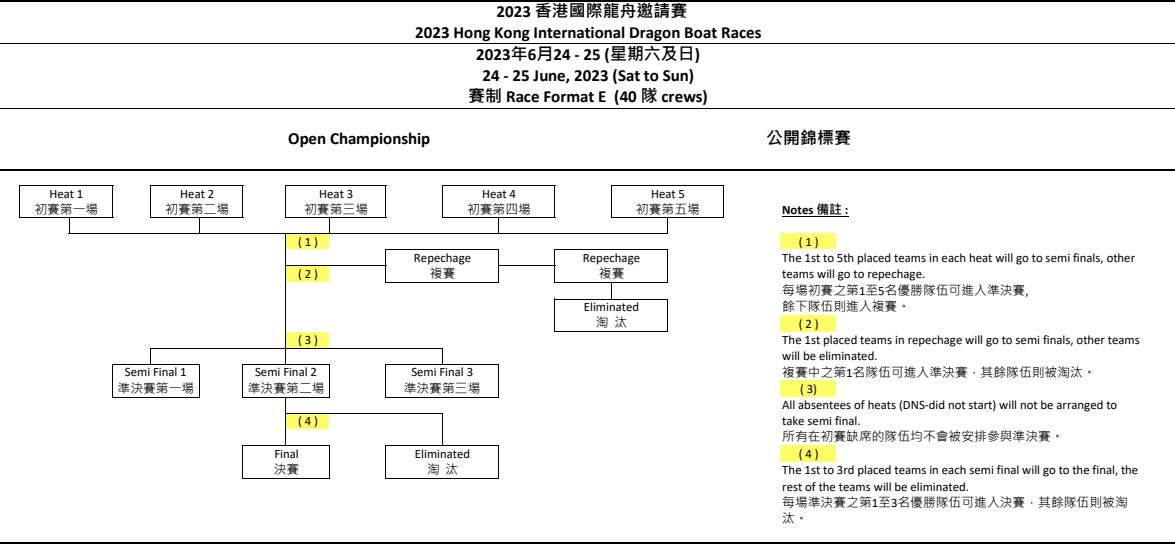 2023 香港國際龍舟邀請賽
2023 Hong Kong International Dragon Boat Races
2023年6月24 - 25 (星期六及日)
24 - 25 June, 2023 (Sat to Sun)
賽制 Race Format E (40 隊 crews)
Open Championship
公開錦標賽
Heat 1
初賽第一場
Heat 2
初賽第二場
Heat 3
初賽第三場
Heat 4
初賽第四場
Heat 5
初賽第五場
( 1 )
( 2 )
Repechage
複賽
Repechage
複賽
Eliminated
淘 汰
( 3 )
Semi Final 1
準決賽第一場
Semi Final 2
準決賽第二場
Semi Final 3
準決賽第三場
( 4 )
Final
決賽
Eliminated
淘 汰
Notes 備註 :
( 1 )
The 1st to 5th placed teams in each heat will go to semi finals, other
teams will go to repechage.
每場初賽之第1至5名優勝隊伍可進入準決賽,
餘下隊伍則進入複賽。
( 2 )
The 1st placed teams in repechage will go to semi finals, other teams
will be eliminated.
複賽中之第1名隊伍可進入準決賽，其餘隊伍則被淘汰。
( 3)
All absentees of heats (DNS-did not start) will not be arranged to
take semi final.
所有在初賽缺席的隊伍均不會被安排參與準決賽。
( 4 )
The 1st to 3rd placed teams in each semi final will go to the final, the
rest of the teams will be eliminated.
每場準決賽之第1至3名優勝隊伍可進入決賽，其餘隊伍則被淘
汰。